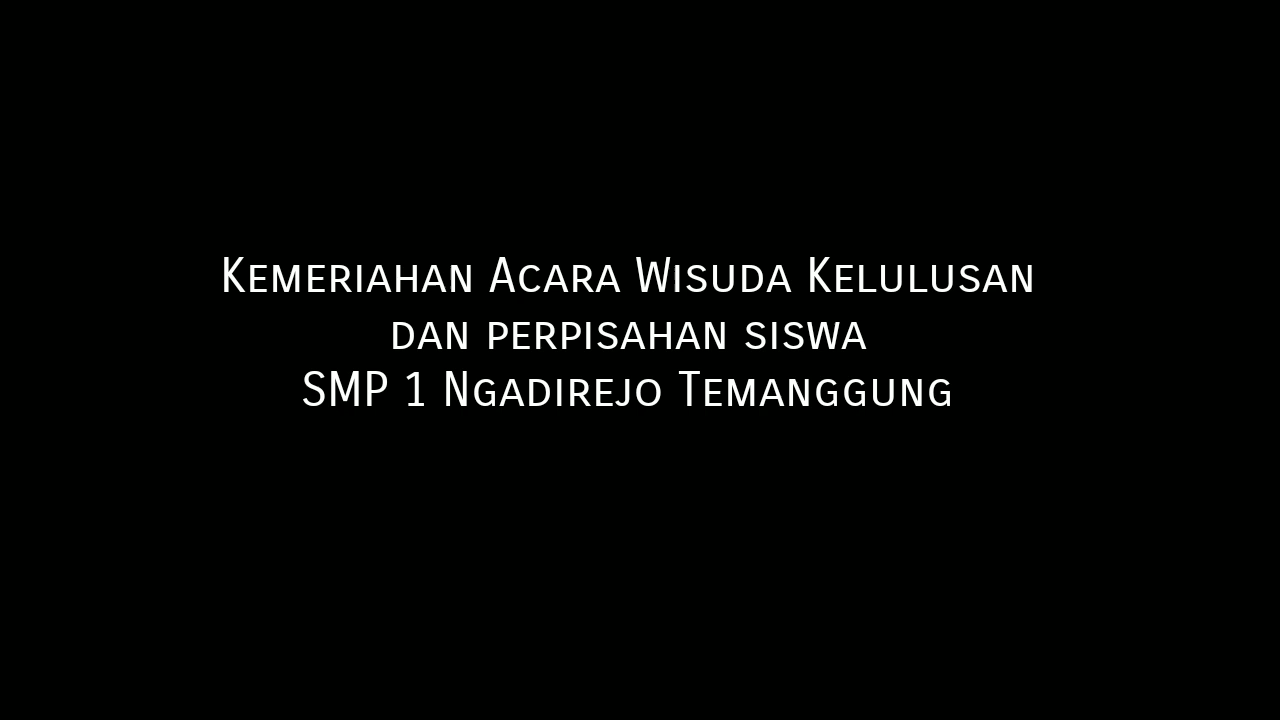 Kemeriahan Acara Wisuda Kelulusan
dan perpisahan siswa
SMP 1 Ngadirejo Temanggung